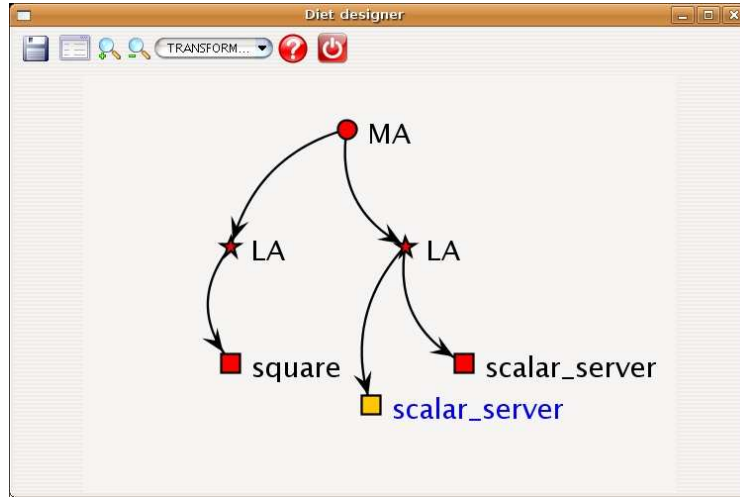 Diet designer
TRANSFORM...
MA
LA LA
square scalar_server
scalar_server